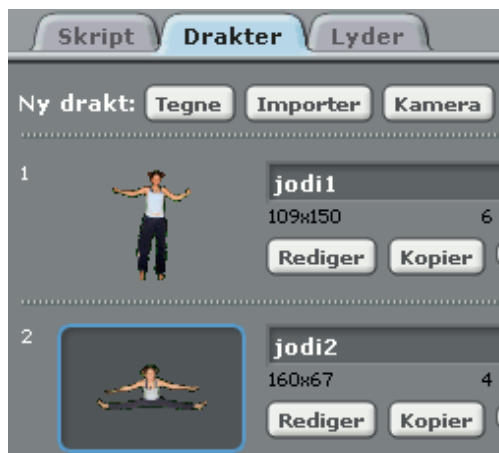 Skript Drakter Lyder
Ny drakt: Tegne Importer Kamera
1
jodi1
109x150 6
Rediger Kopier
2
jodi2
160x67 4
Rediger Kopier